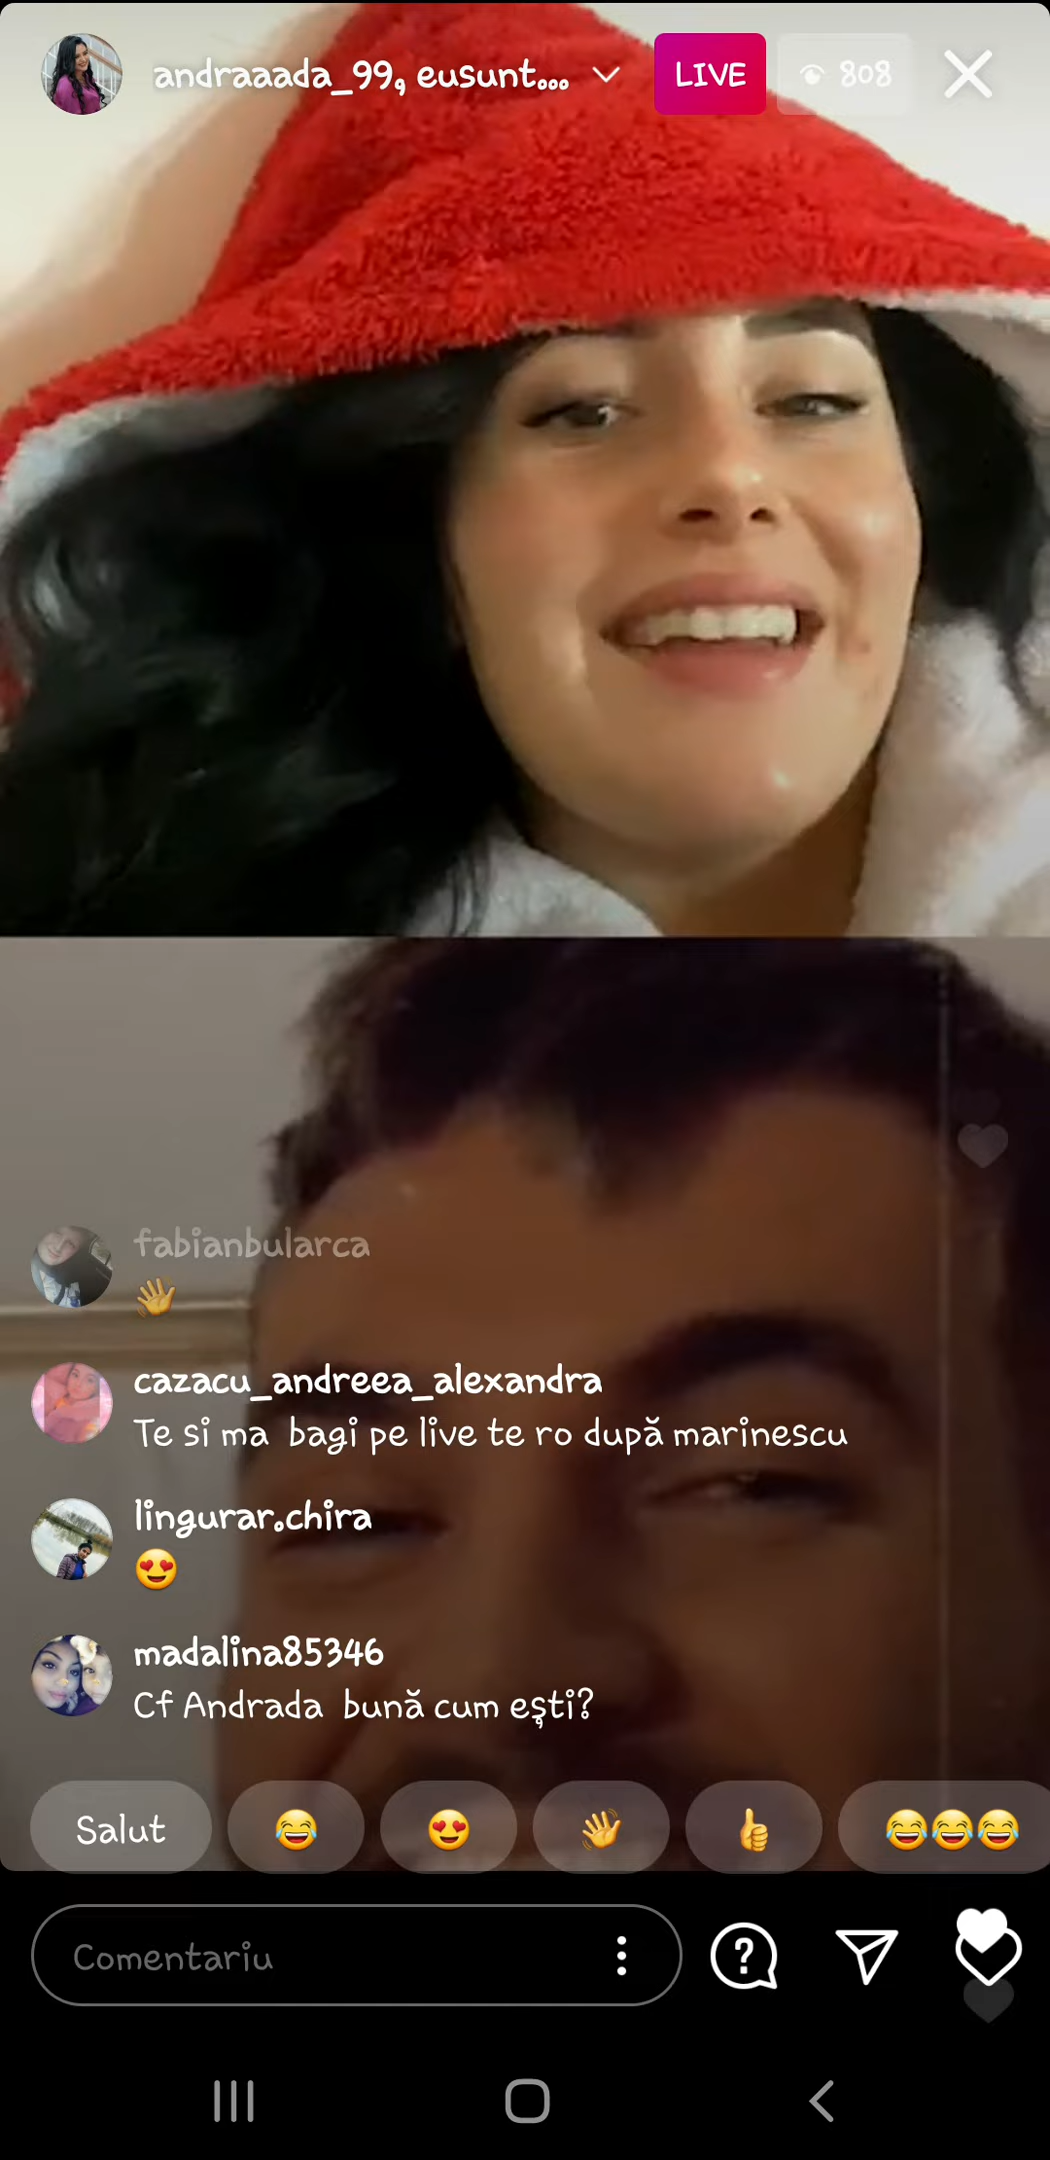 andraaada_99, eusunt...
LIVE
808
fabianbularca
👋
cazacu_andreea_alexandra
Te si ma bagi pe live te ro după marinescu
lingurar.chira
😍
madalina85346
Cf Andrada bună cum ești?
Salut 😂 😍 👋 👍 😂😂😂
Comentariu